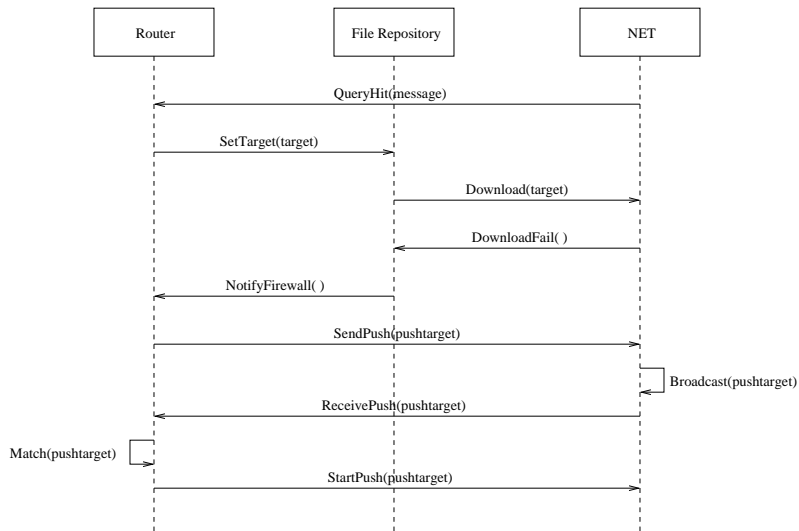 Router
File Repository
NET
QueryHit(message)
SetTarget(target)
Download(target)
DownloadFail( )
NotifyFirewall( )
SendPush(pushtarget)
Broadcast(pushtarget)
ReceivePush(pushtarget)
Match(pushtarget)
StartPush(pushtarget)